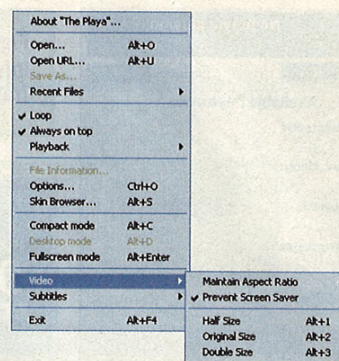 About "The Playa"...
Open... Alt+O
Open URL... Alt+U
Save As...
Recent Files
Loop
Always on top
Playback
File Information...
Options... Ctrl+O
Skin Browser... Alt+S
Compact mode Alt+C
Desktop mode Alt+D
Fullscreen mode Alt+Enter
Video
Subtitles
Exit Alt+F4
Maintain Aspect Ratio
Prevent Screen Saver
Half Size Alt+1
Original Size Alt+2
Double Size Alt+3